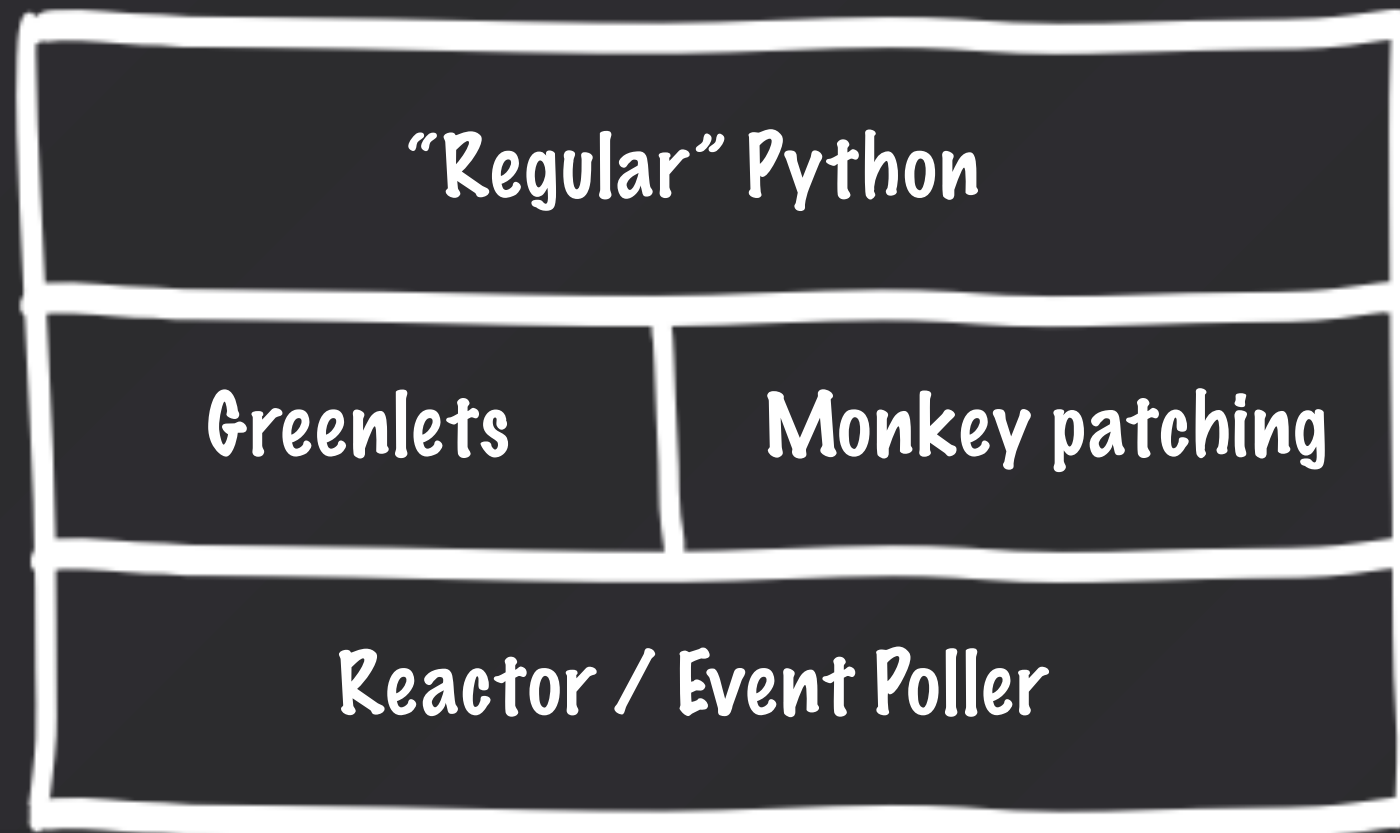 “Regular” Python
Greenlets
Monkey patching
Reactor / Event Poller